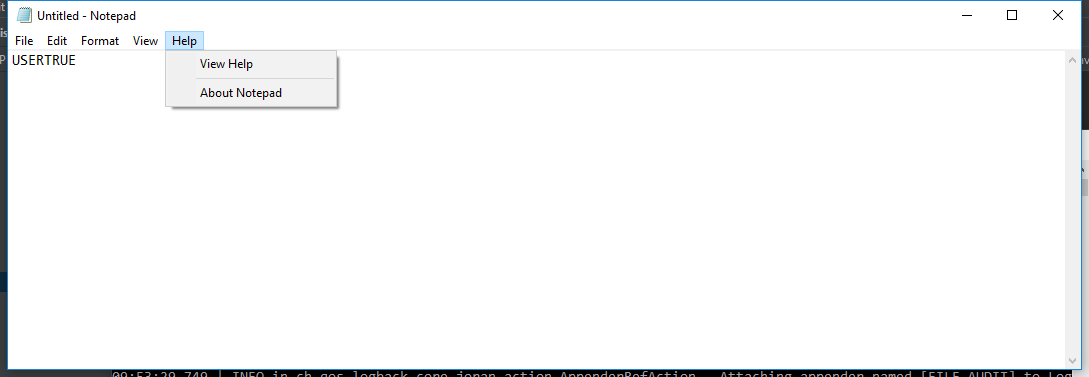 Untitled - Notepad
File Edit Format View Help
USERTRUE
View Help
About Notepad
09:53:29,749 | INFO in ch.qos.logback.core.joran.action.AppenderRefAction - Attaching appender named [FILE_AUDIT] to Log